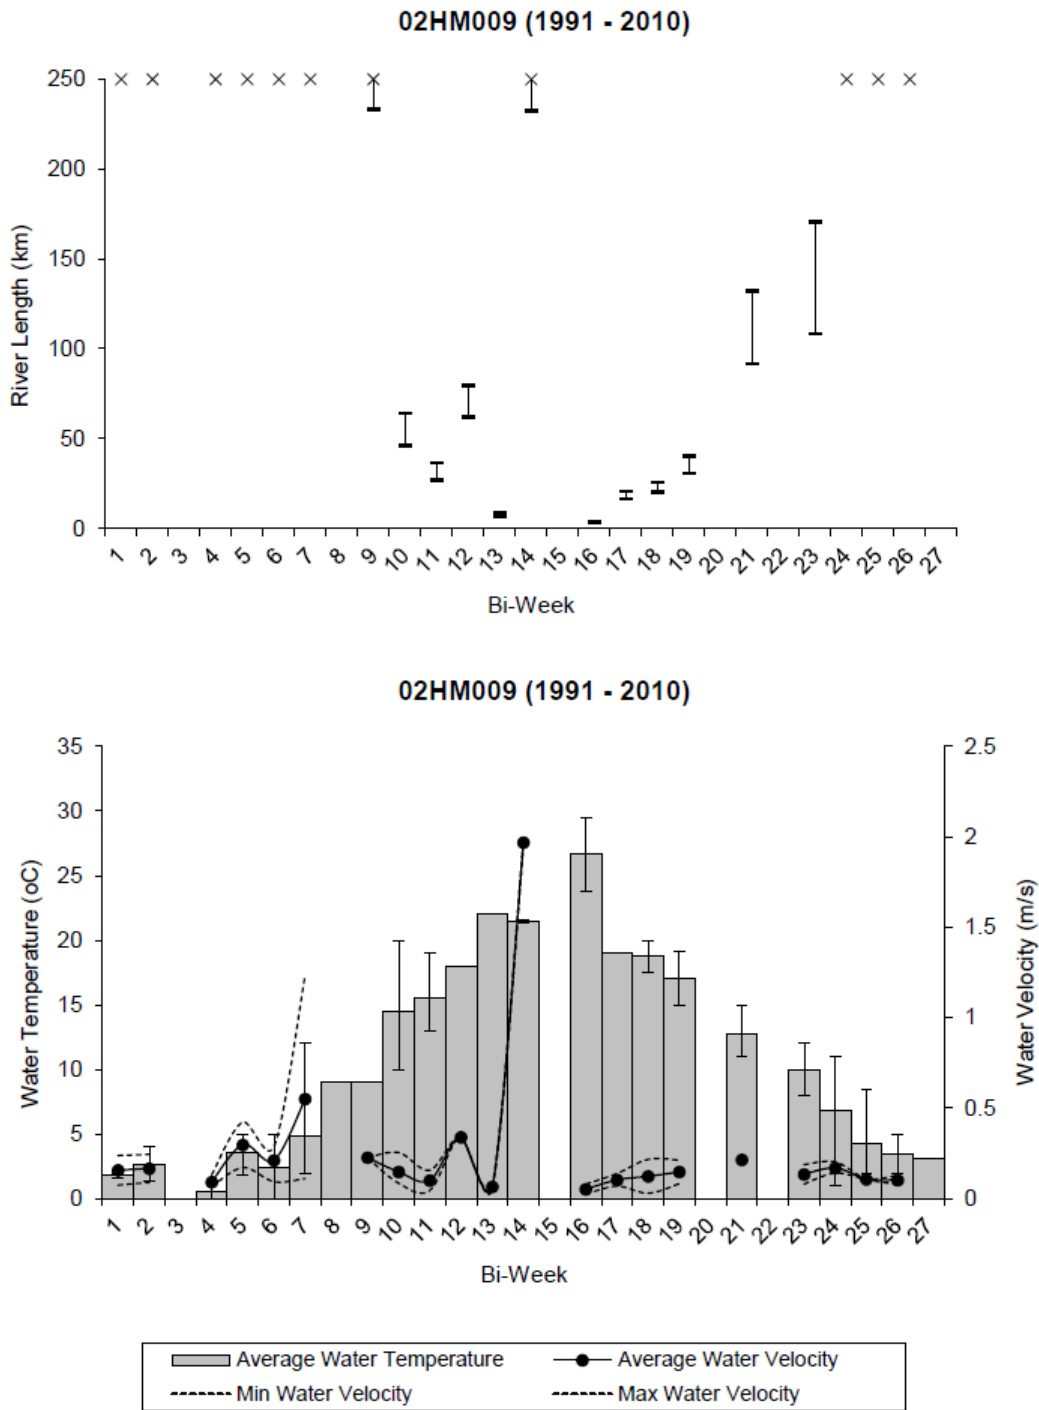 02HM009 (1991 - 2010)
250
200
150
100
50
0
River Length (km)
1 2 3 4 5 6 7 8 9 10 11 12 13 14 15 16 17 18 19 20 21 22 23 24 25 26 27
Bi-Week
02HM009 (1991 - 2010)
35
30
25
20
15
10
5
0
Water Temperature (oC)
2.5
2
1.5
1
0.5
0
Water Velocity (m/s)
1 2 3 4 5 6 7 8 9 10 11 12 13 14 15 16 17 18 19 20 21 22 23 24 25 26 27
Bi-Week
Average Water Temperature
Average Water Velocity
Min Water Velocity
Max Water Velocity